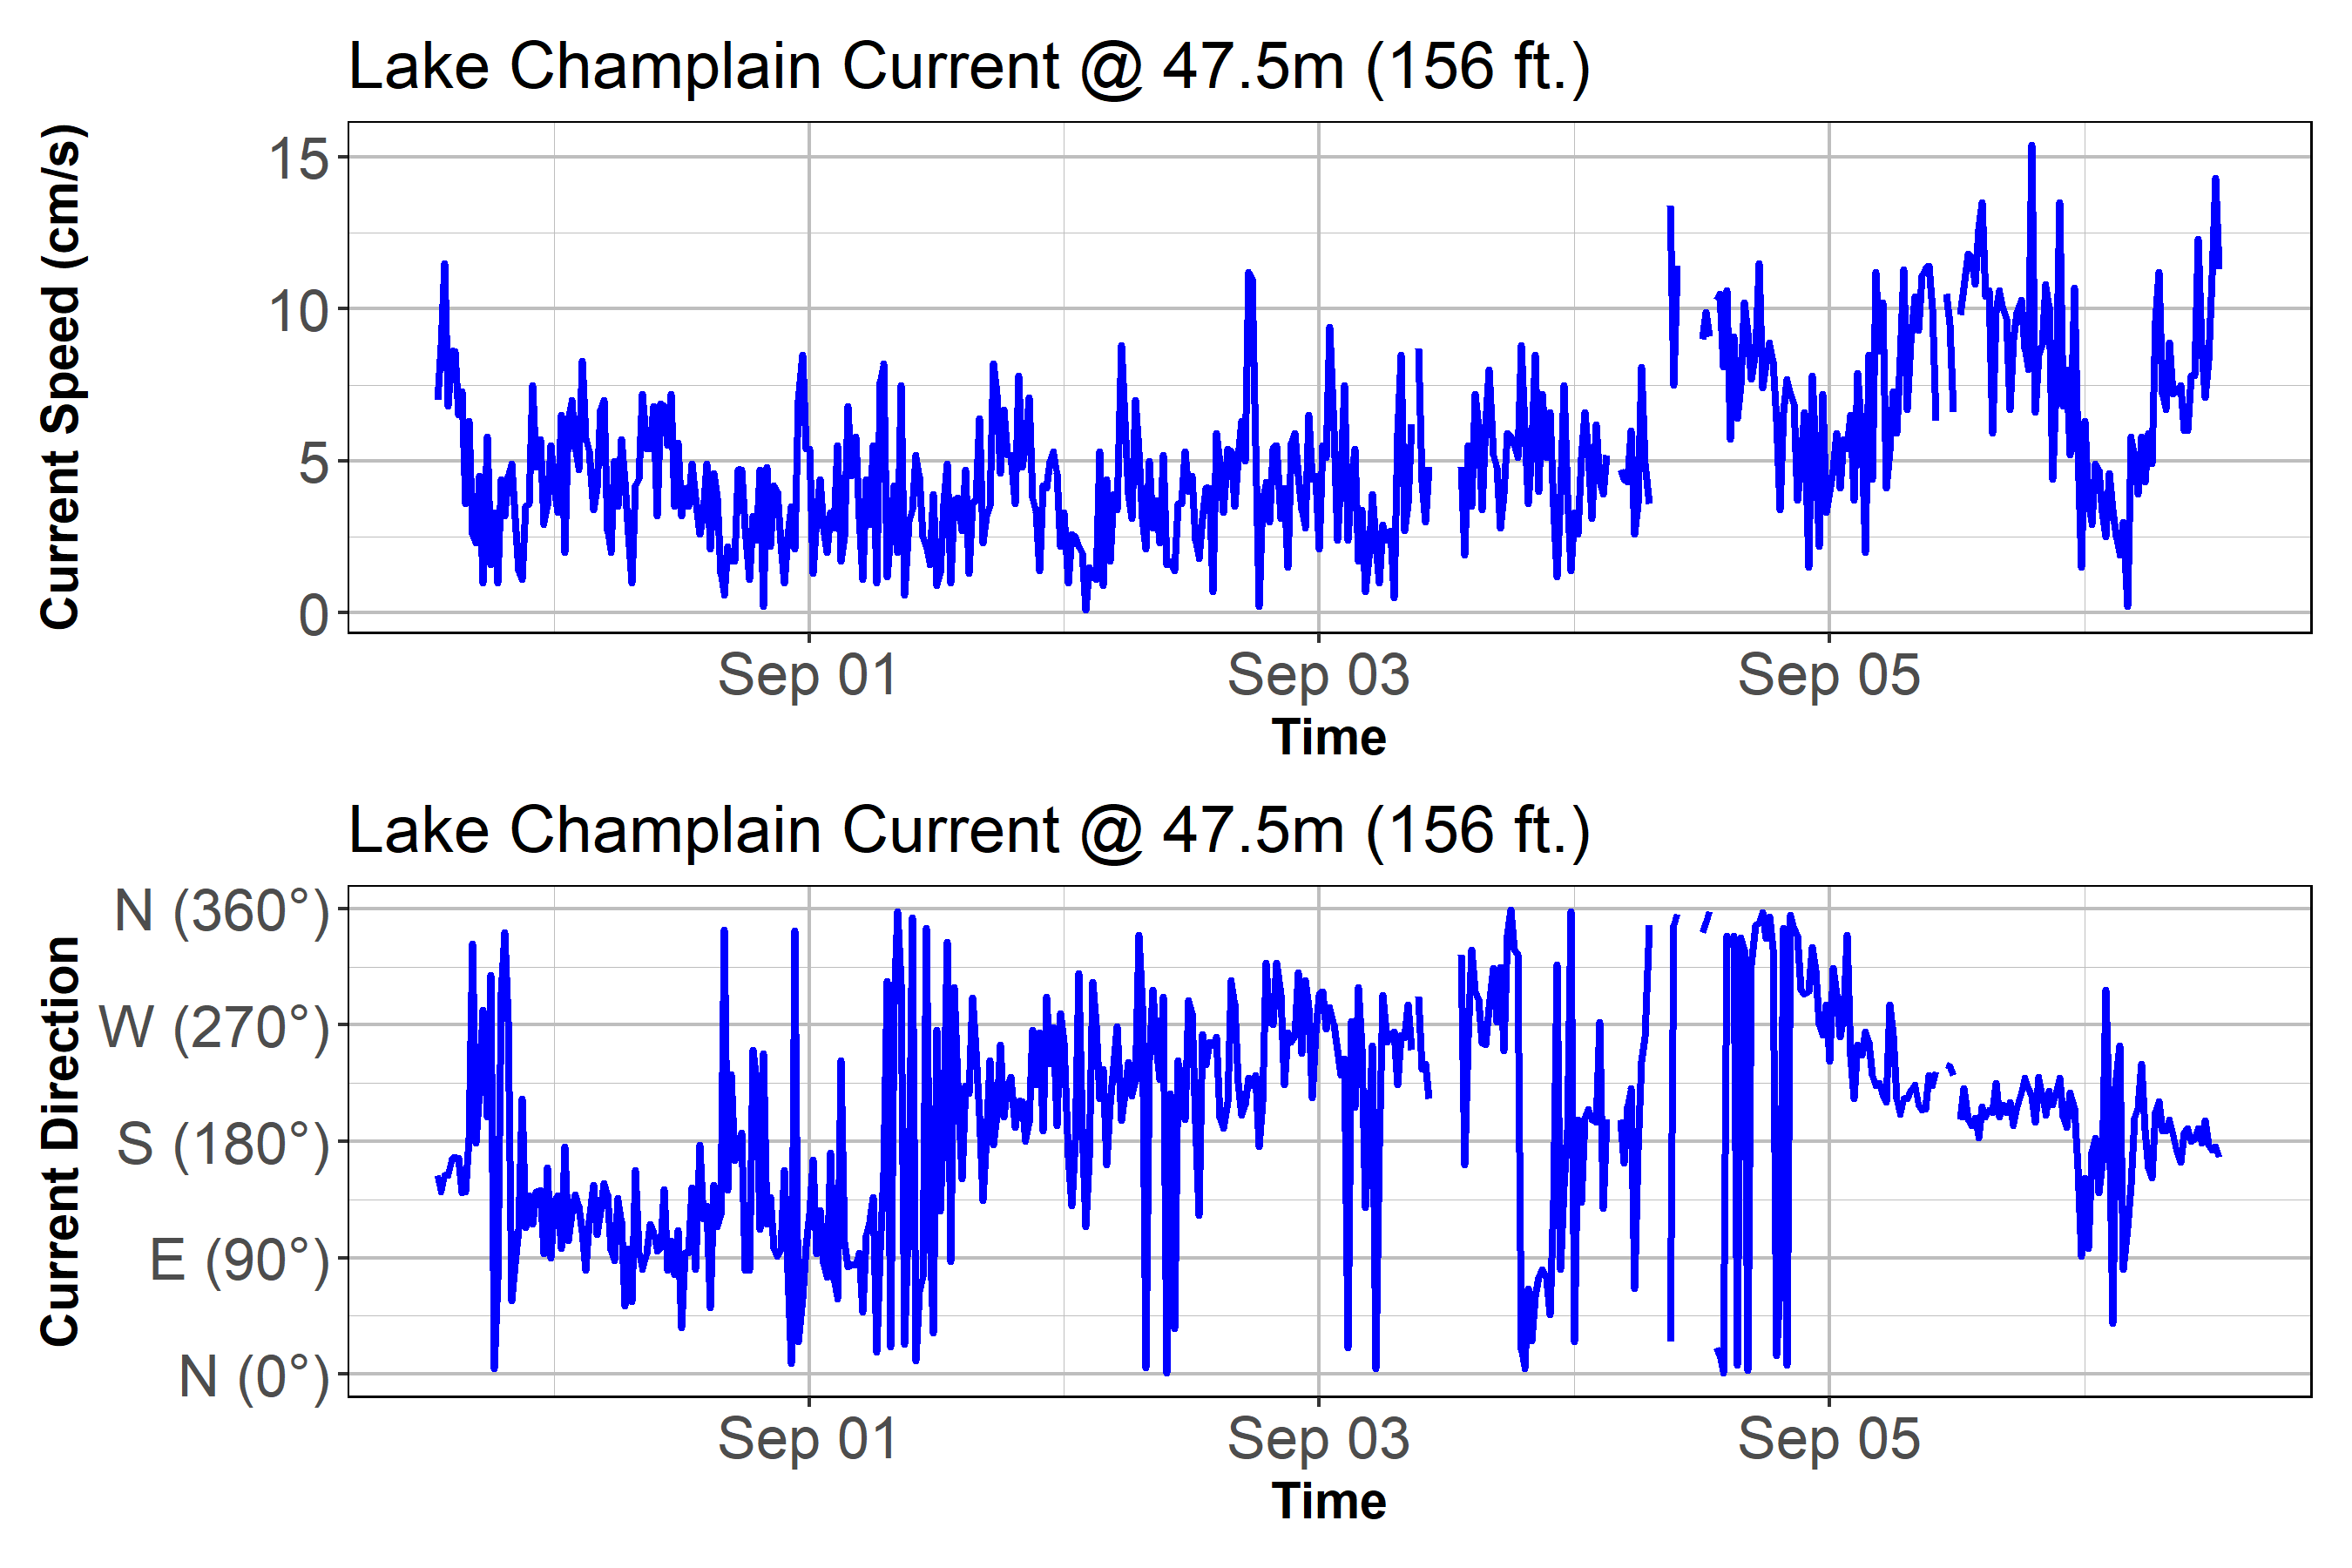 Lake Champlain Current @ 47.5m (156 ft.)
Current Speed (cm/s)
15
10
5
0
Sep 01 Sep 03 Sep 05
Time
Lake Champlain Current @ 47.5m (156 ft.)
Current Direction
N (360°)
W (270°)
S (180°)
E (90°)
N (0°)
Sep 01 Sep 03 Sep 05
Time